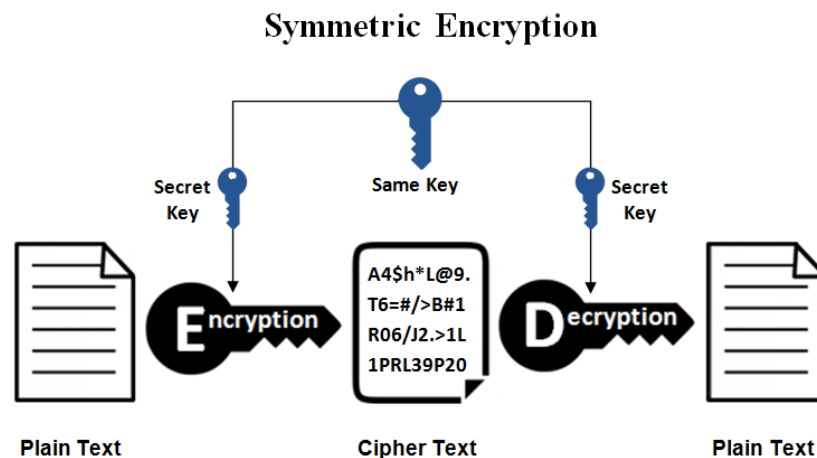 Symmetric Encryption
Same Key
Secret
Key
Secret
Key
Encryption
A4$h*L@9.
T6=#/>B#1
R06/J2.>1L
1PRL39P20
Decryption
Plain Text
Cipher Text
Plain Text